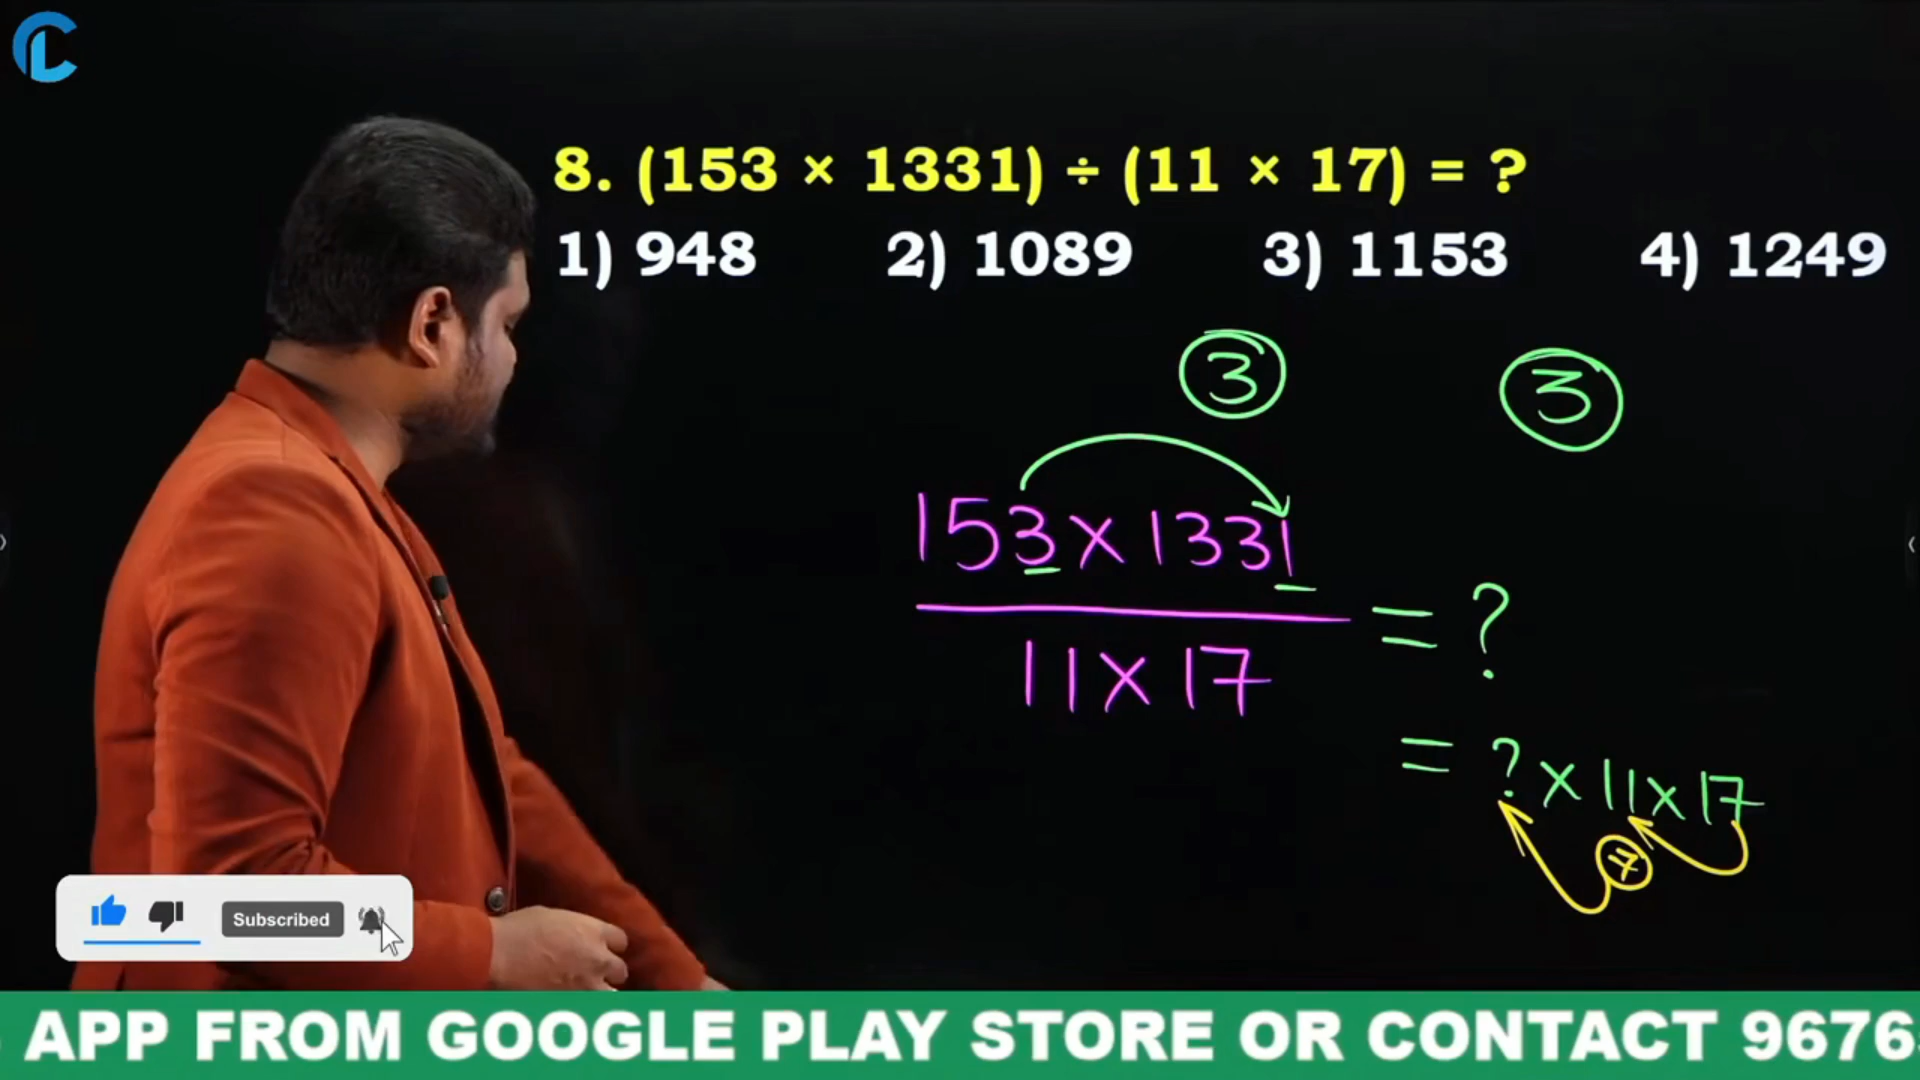 8. (153 × 1331) ÷ (11 × 17) = ?
1) 948 2) 1089 3) 1153 4) 1249
3 3
153 × 1331
= ?
11 × 17
= ? × 11 × 17
7
Subscribed
APP FROM GOOGLE PLAY STORE OR CONTACT 9676